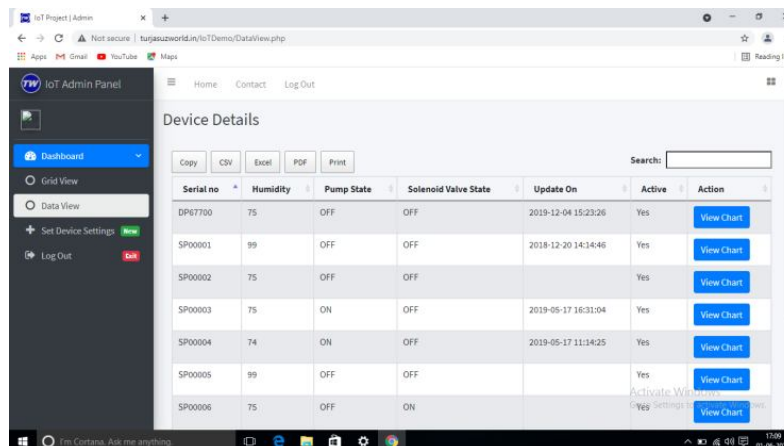 IoT Project | Admin
Not secure | turjasuzworld.in/IoTDemo/DataView.php
Apps Gmail YouTube Maps Reading
TW IoT Admin Panel
Home Contact Log Out
Device Details
Dashboard
Grid View
Data View
Set Device Settings New
Log Out Exit
Copy CSV Excel PDF Print Search:
Serial no Humidity Pump State Solenoid Valve State Update On Active Action
DP67700 75 OFF OFF 2019-12-04 15:23:26 Yes View Chart
SP00001 99 OFF OFF 2018-12-20 14:14:46 Yes View Chart
SP00002 75 OFF OFF Yes View Chart
SP00003 75 ON OFF 2019-05-17 16:31:04 Yes View Chart
SP00004 74 ON OFF 2019-05-17 11:14:25 Yes View Chart
SP00005 99 OFF OFF Yes View Chart
SP00006 75 OFF ON Yes View Chart
Activate Windows
Go to Settings to activate Windows.
I'm Cortana. Ask me anything.